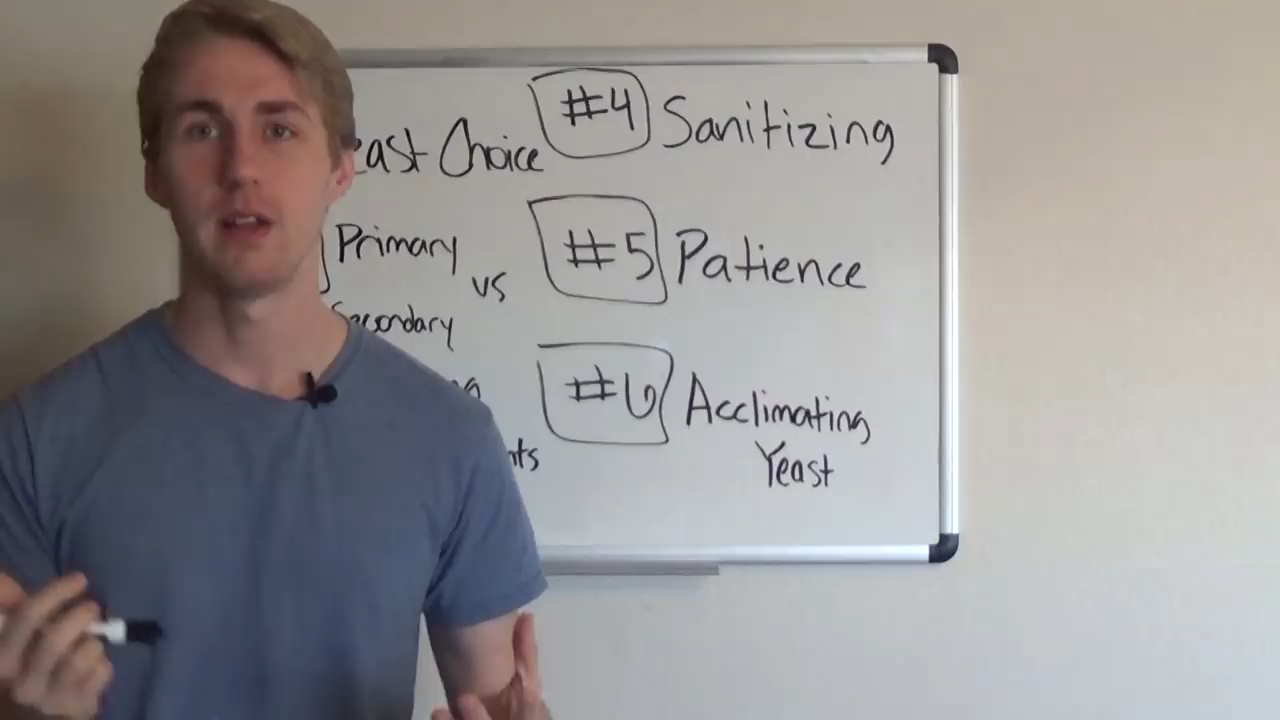 east Choice
Primary
vs
Secondary
#4 Sanitizing
#5 Patience
#6 Acclimating
Yeast